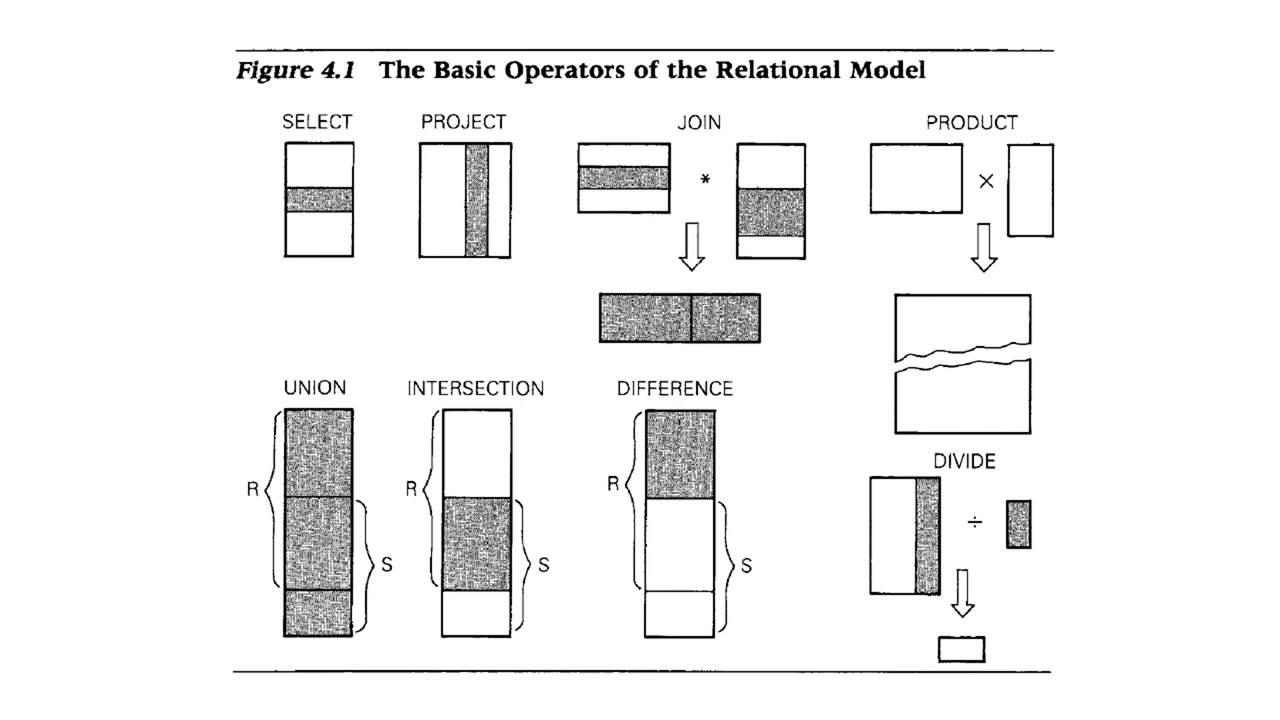 Figure 4.1 The Basic Operators of the Relational Model
SELECT PROJECT JOIN PRODUCT
* ×
UNION INTERSECTION DIFFERENCE
DIVIDE
R R R
÷
S S S